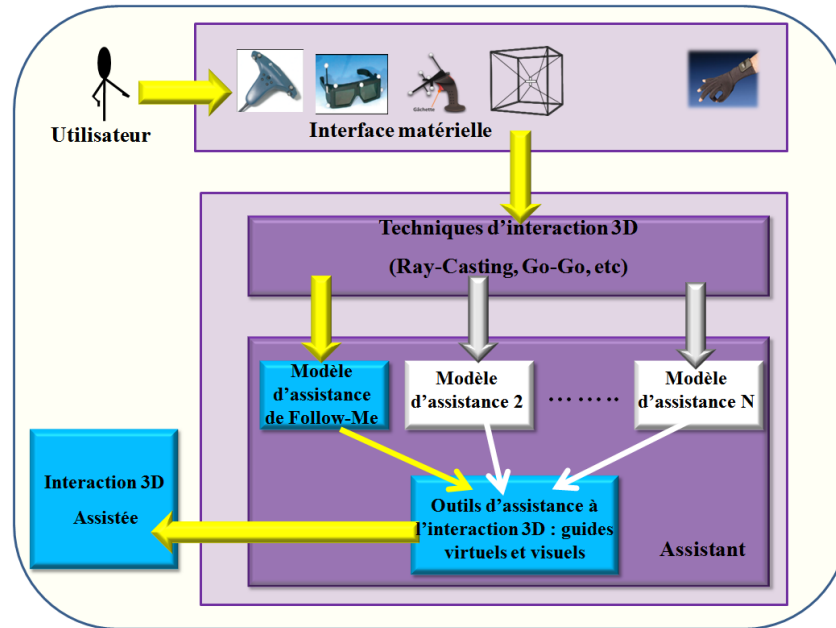 Utilisateur
Gâchette
Interface matérielle
Techniques d'interaction 3D
(Ray-Casting, Go-Go, etc)
Modèle
d'assistance
de Follow-Me
Modèle
d'assistance 2
... .....
Modèle
d'assistance N
Interaction 3D
Assistée
Outils d'assistance à
l'interaction 3D : guides
virtuels et visuels
Assistant